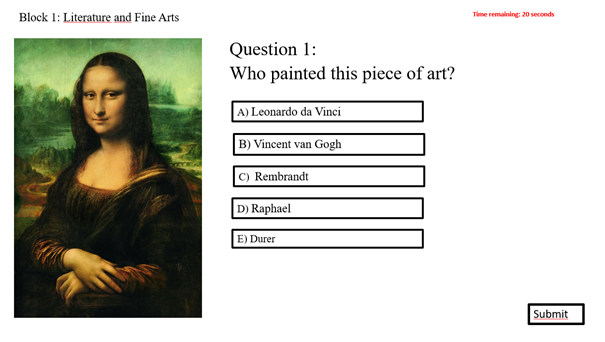 Block 1: Literature and Fine Arts
Time remaining: 20 seconds
Question 1:
Who painted this piece of art?
A) Leonardo da Vinci
B) Vincent van Gogh
C) Rembrandt
D) Raphael
E) Durer
Submit